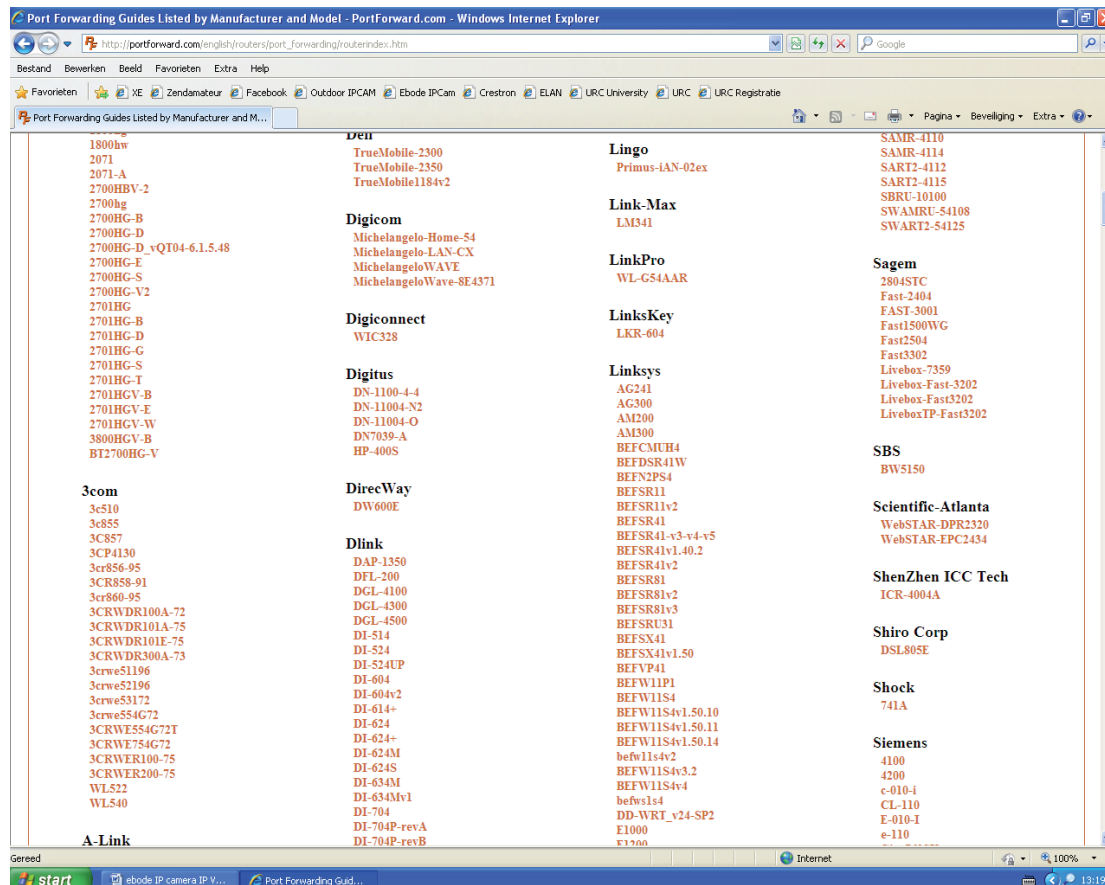 Port Forwarding Guides Listed by Manufacturer and Model - PortForward.com - Windows Internet Explorer
http://portforward.com/english/routers/port_forwarding/routerindex.htm
Google
Bestand Bewerken Beeld Favorieten Extra Help
Favorieten XE Zendamateur Facebook Outdoor IPCAM Ebode IPCam Crestron ELAN URC University URC URC Registratie
Port Forwarding Guides Listed by Manufacturer and M...
Pagina Beveiliging Extra
1800hw
2071
2071-A
2700HBV-2
2700hg
2700HG-B
2700HG-D
2700HG-D_vQT04-6.1.5.48
2700HG-E
2700HG-S
2700HG-V2
2701HG
2701HG-B
2701HG-D
2701HG-G
2701HG-S
2701HG-T
2701HGV-B
2701HGV-E
2701HGV-W
3800HGV-B
BT2700HG-V
3com
3c510
3c855
3C857
3CP4130
3cr856-95
3CR858-91
3cr860-95
3CRWDR100A-72
3CRWDR101A-75
3CRWDR101E-75
3CRWDR300A-73
3crwe51196
3crwe52196
3crwe53172
3crwe554G72
3CRWE554G72T
3CRWE754G72
3CRWER100-75
3CRWER200-75
WL522
WL540
A-Link
Dell
TrueMobile-2300
TrueMobile-2350
TrueMobile1184v2
Digicom
Michelangelo-Home-54
Michelangelo-LAN-CX
MichelangeloWAVE
MichelangeloWave-8E4371
Digiconnect
WIC328
Digitus
DN-1100-4-4
DN-11004-N2
DN-11004-O
DN7039-A
HP-400S
DirecWay
DW600E
Dlink
DAP-1350
DFL-200
DGL-4100
DGL-4300
DGL-4500
DI-514
DI-524
DI-524UP
DI-604
DI-604v2
DI-614+
DI-624
DI-624+
DI-624M
DI-624S
DI-634M
DI-634Mv1
DI-704
DI-704P-revA
DI-704P-revB
Lingo
Primus-iAN-02ex
Link-Max
LM341
LinkPro
WL-G54AAR
LinksKey
LKR-604
Linksys
AG241
AG300
AM200
AM300
BEFCMUH4
BEFDSR41W
BEFN2PS4
BEFSR11
BEFSR11v2
BEFSR41
BEFSR41-v3-v4-v5
BEFSR41v1.40.2
BEFSR41v2
BEFSR81
BEFSR81v2
BEFSR81v3
BEFSRU31
BEFSX41
BEFSX41v1.50
BEFVP41
BEFW11P1
BEFW11S4
BEFW11S4v1.50.10
BEFW11S4v1.50.11
BEFW11S4v1.50.14
befw11s4v2
BEFW11S4v3.2
BEFW11S4v4
befws1s4
DD-WRT_v24-SP2
E1000
E1200
SAMR-4110
SAMR-4114
SART2-4112
SART2-4115
SBRU-10100
SWAMRU-54108
SWART2-54125
Sagem
2804STC
Fast-2404
FAST-3001
Fast1500WG
Fast2504
Fast3302
Livebox-7359
Livebox-Fast-3202
Livebox-Fast3202
LiveboxTP-Fast3202
SBS
BW5150
Scientific-Atlanta
WebSTAR-DPR2320
WebSTAR-EPC2434
ShenZhen ICC Tech
ICR-4004A
Shiro Corp
DSL805E
Shock
741A
Siemens
4100
4200
c-010-i
CL-110
E-010-I
e-110
Gereed
Internet
100%
start
ebode IP camera IP V...
Port Forwarding Guid...
13:19